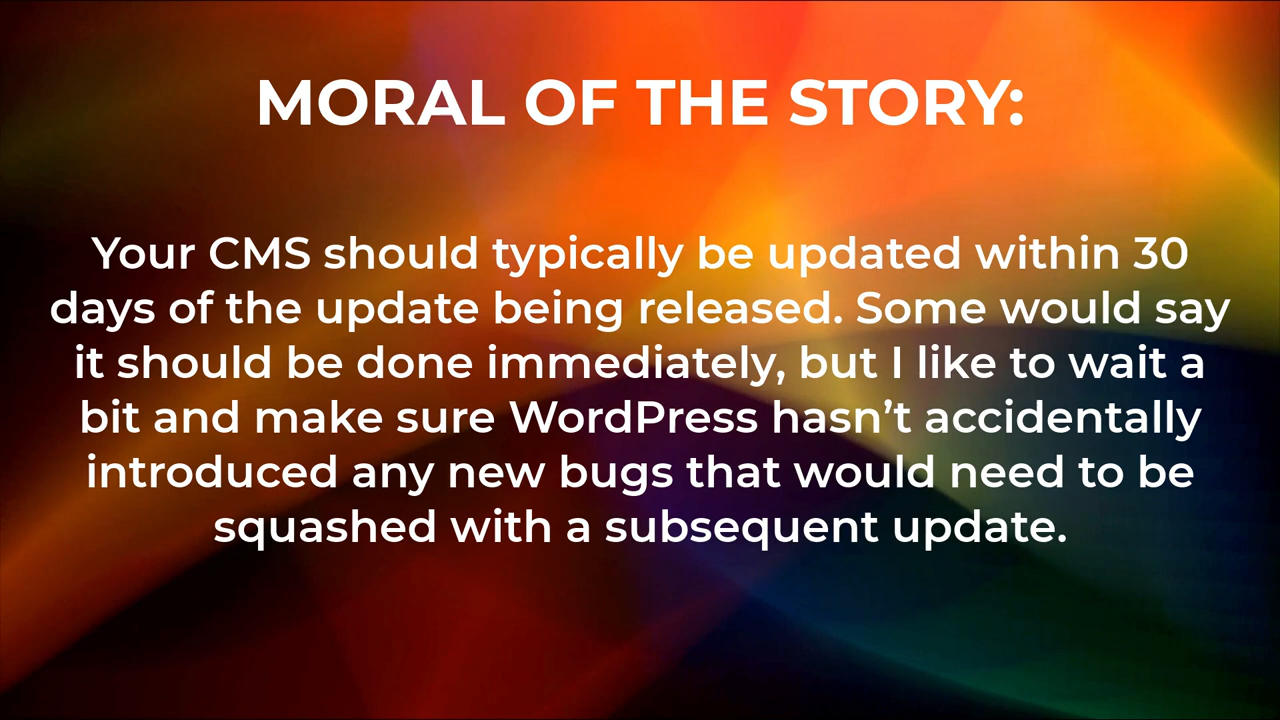 MORAL OF THE STORY:
Your CMS should typically be updated within 30
days of the update being released. Some would say
it should be done immediately, but I like to wait a
bit and make sure WordPress hasn’t accidentally
introduced any new bugs that would need to be
squashed with a subsequent update.